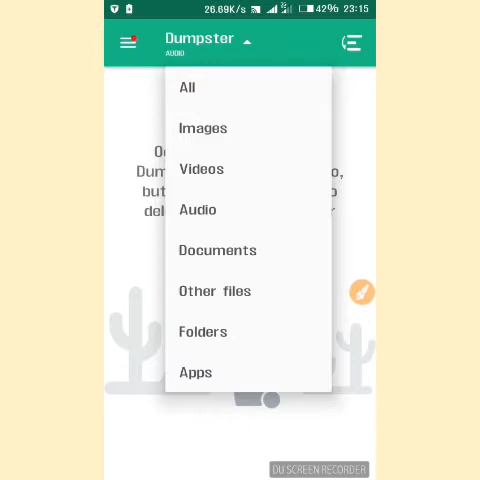 26.69K/s 42% 23:15
Dumpster
AUDIO
All
Images
Videos
Audio
Documents
Other files
Folders
Apps
DU SCREEN RECORDER